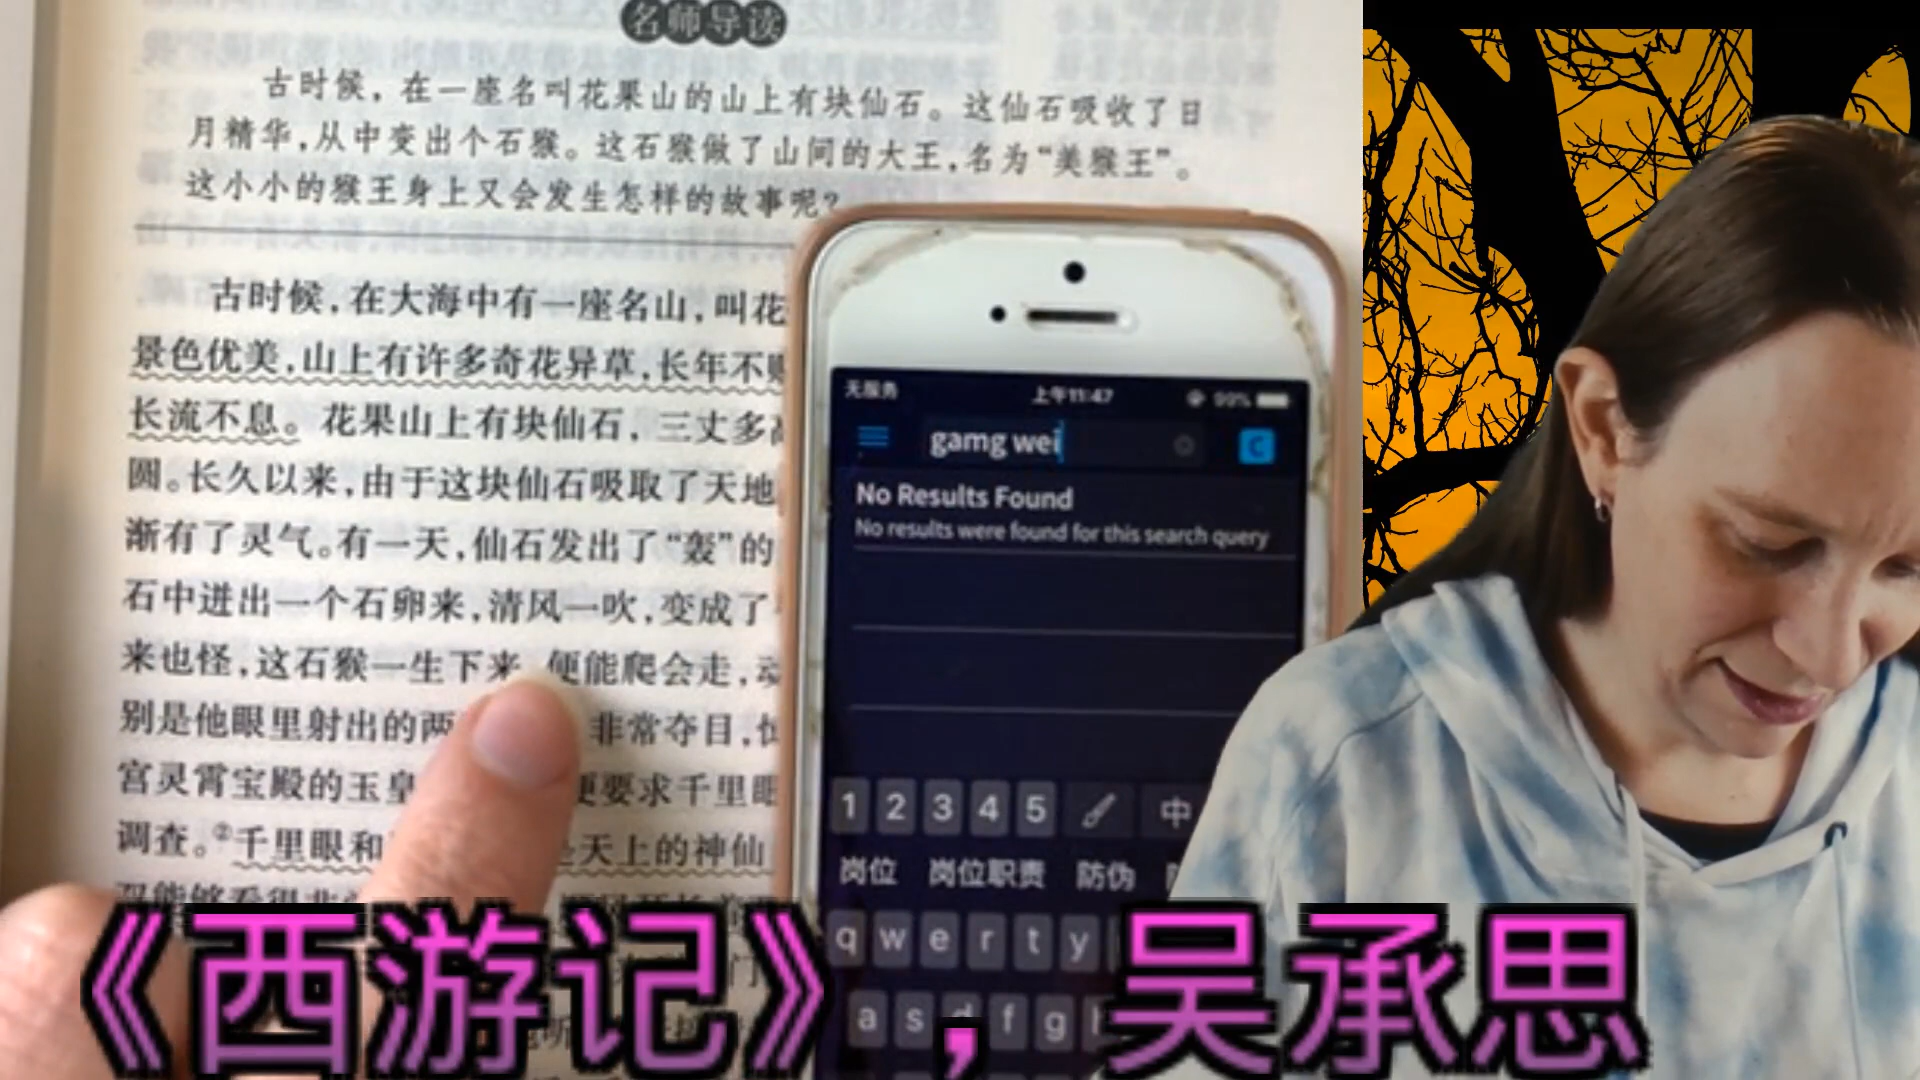 名师导读
古时候，在一座名叫花果山的山上有块仙石。这仙石吸收了日
月精华，从中变出个石猴。这石猴做了山间的大王，名为“美猴王”。
这小小的猴王身上又会发生怎样的故事呢？
古时候，在大海中有一座名山，叫花
景色优美，山上有许多奇花异草，长年不
长流不息。花果山上有块仙石，三丈多高
圆。长久以来，由于这块仙石吸取了天地
渐有了灵气。有一天，仙石发出了“轰”的
石中迸出一个石卵来，清风一吹，变成了
来也怪，这石猴一生下来，便能爬会走，动
别是他眼里射出的两 非常夺目，
宫灵霄宝殿的玉皇 便要求千里眼
调查。②千里眼和 是天上的神仙
无服务 上午11:47 99%
gamg wei C
No Results Found
No results were found for this search query
1 2 3 4 5 中
岗位 岗位职责 防伪
q w e r t y
a s d f g h
《西游记》，吴承思